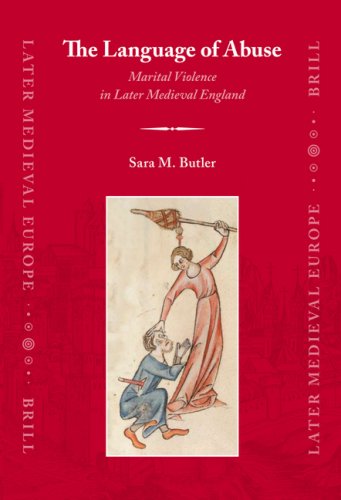 The Language of Abuse
Marital Violence
in Later Medieval England
Sara M. Butler
LATER MEDIEVAL EUROPE
BRILL
LATER MEDIEVAL EUROPE
BRILL